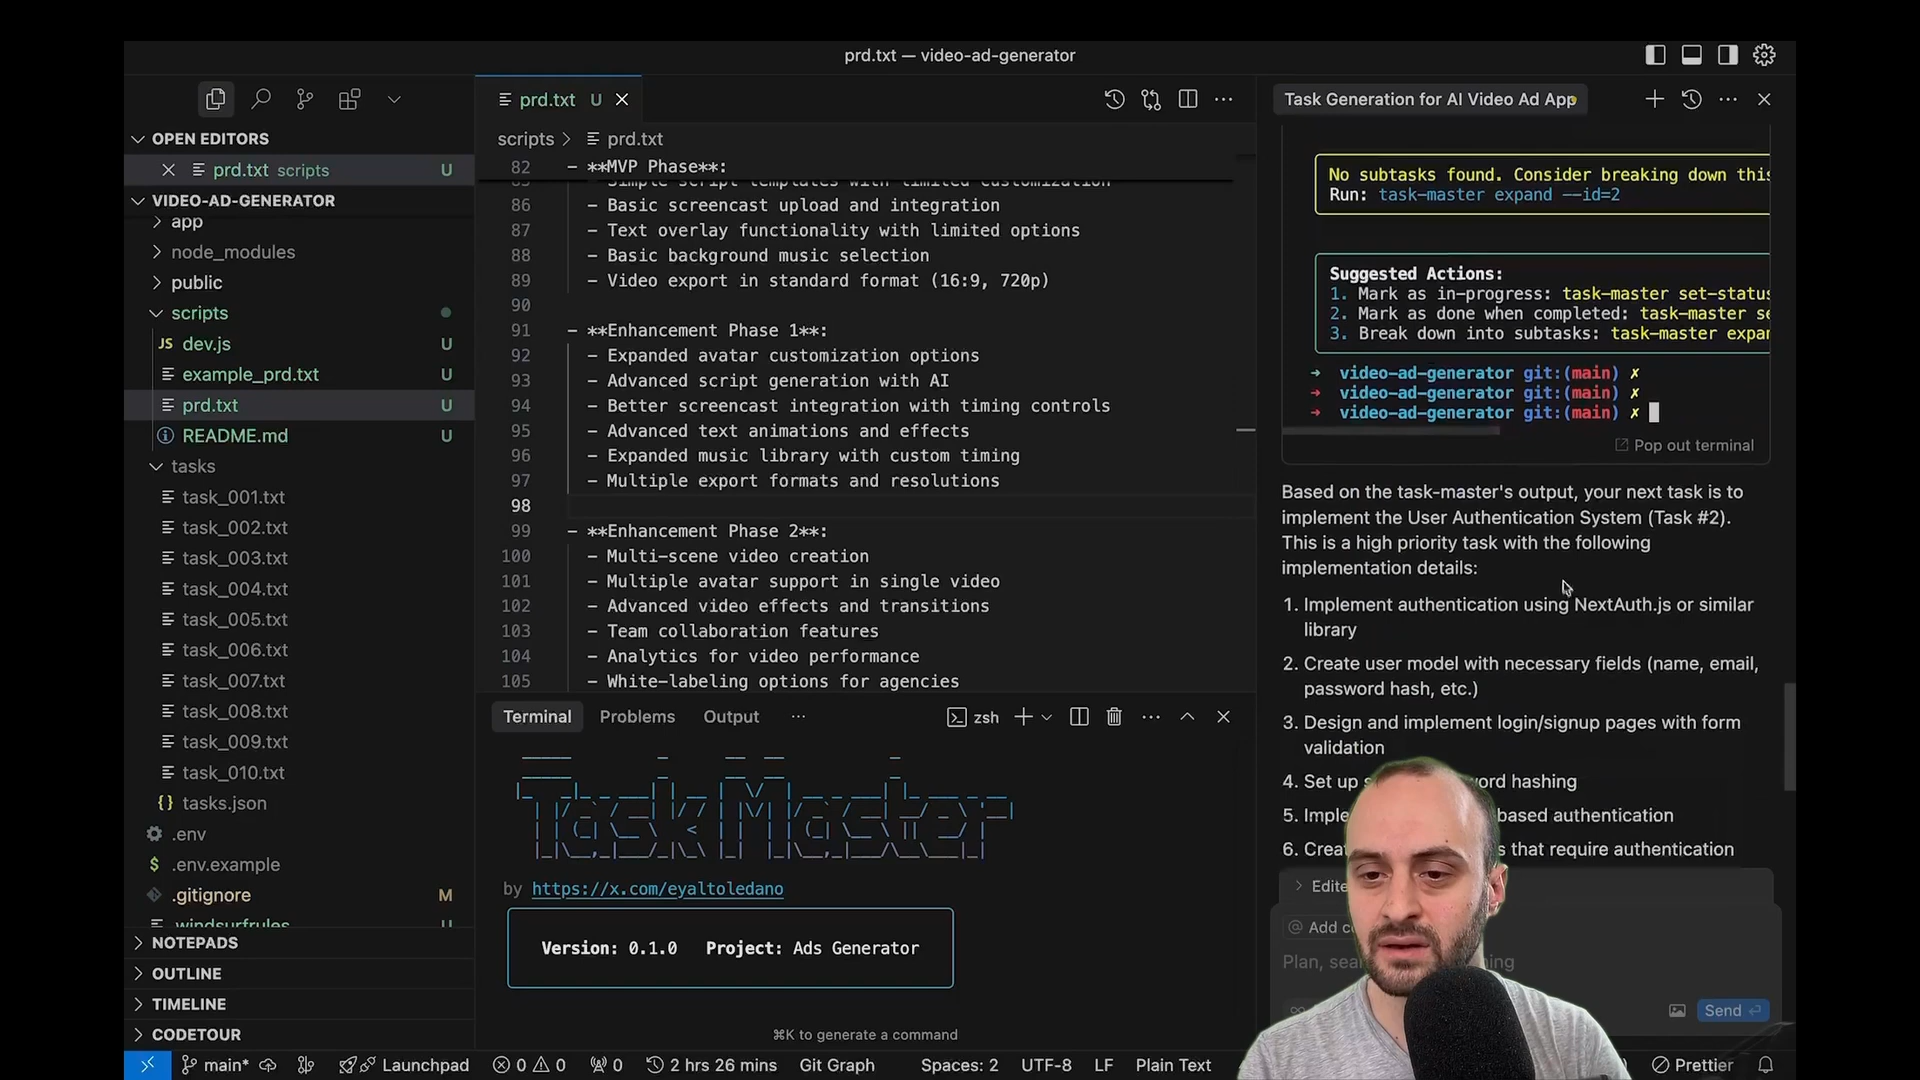 prd.txt — video-ad-generator
OPEN EDITORS
prd.txt scripts U
VIDEO-AD-GENERATOR
app
node_modules
public
scripts
JS dev.js U
example_prd.txt U
prd.txt U
README.md U
tasks
task_001.txt
task_002.txt
task_003.txt
task_004.txt
task_005.txt
task_006.txt
task_007.txt
task_008.txt
task_009.txt
task_010.txt
{} tasks.json
.env
$ .env.example
.gitignore M
.windsurfrules U
NOTEPADS
OUTLINE
TIMELINE
CODETOUR
prd.txt U
scripts > prd.txt
82 - **MVP Phase**:
- Simple script templates with limited customization
86 - Basic screencast upload and integration
87 - Text overlay functionality with limited options
88 - Basic background music selection
89 - Video export in standard format (16:9, 720p)
90
91 - **Enhancement Phase 1**:
92 - Expanded avatar customization options
93 - Advanced script generation with AI
94 - Better screencast integration with timing controls
95 - Advanced text animations and effects
96 - Expanded music library with custom timing
97 - Multiple export formats and resolutions
98
99 - **Enhancement Phase 2**:
100 - Multi-scene video creation
101 - Multiple avatar support in single video
102 - Advanced video effects and transitions
103 - Team collaboration features
104 - Analytics for video performance
105 - White-labeling options for agencies
Terminal Problems Output ··· zsh
Task Master
by https://x.com/eyaltoledano
Version: 0.1.0 Project: Ads Generator
⌘K to generate a command
Task Generation for AI Video Ad App
No subtasks found. Consider breaking down this
Run: task-master expand --id=2
Suggested Actions:
1. Mark as in-progress: task-master set-status
2. Mark as done when completed: task-master se
3. Break down into subtasks: task-master expan
→ video-ad-generator git:(main) ✗
→ video-ad-generator git:(main) ✗
→ video-ad-generator git:(main) ✗
Pop out terminal
Based on the task-master's output, your next task is to
implement the User Authentication System (Task #2).
This is a high priority task with the following
implementation details:
1. Implement authentication using NextAuth.js or similar
library
2. Create user model with necessary fields (name, email,
password hash, etc.)
3. Design and implement login/signup pages with form
validation
4. Set up hashing
5. based authentication
6. that require authentication
@ Add
Plan,
Send
main* Launchpad 0 0 0 2 hrs 26 mins Git Graph Spaces: 2 UTF-8 LF Plain Text Prettier